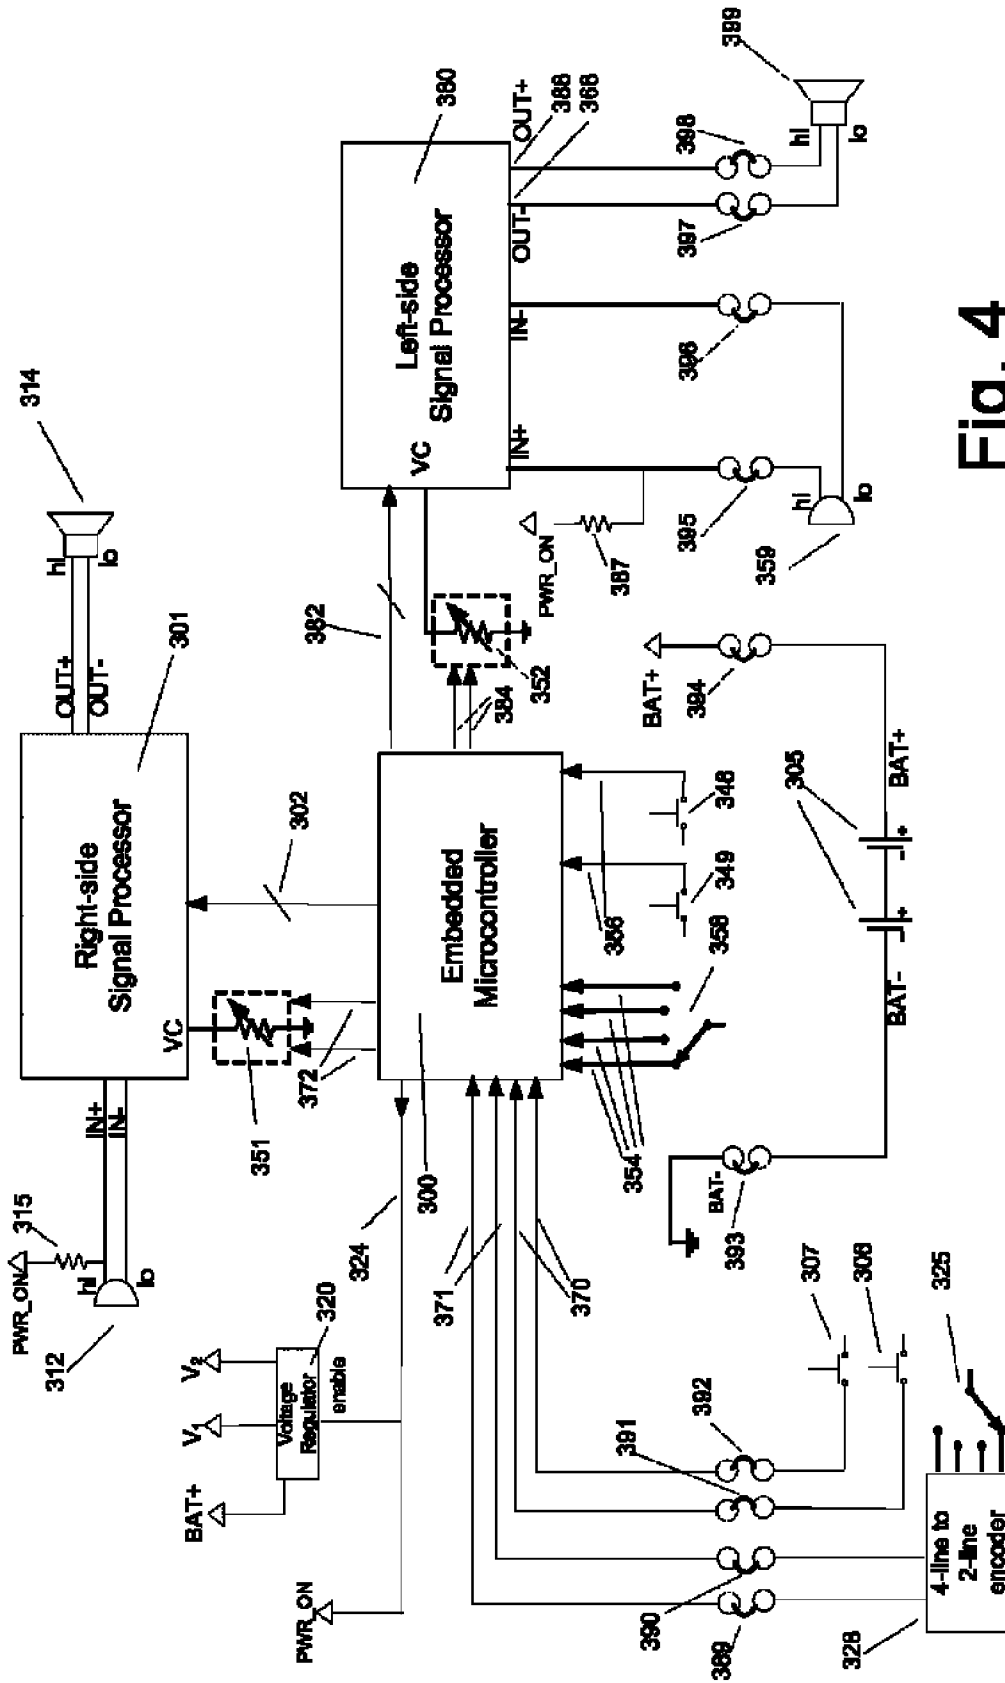 Fig. 4
314
hi
lo
OUT+
OUT-
301
Right-side
Signal Processor
VC
IN+
IN-
315
PWR_ON
hi
lo
312
302
351
372
V2
V1
BAT+
Voltage
Regulator
enable
320
PWR_ON
324
300
Embedded
Microcontroller
371
370
382
384
352
380
Left-side
Signal Processor
VC
IN+
IN-
OUT-
OUT+
388
368
PWR_ON
387
395
396
397
398
hi
lo
399
hi
lo
359
354
358
356
349
348
BAT+
394
BAT-
393
BAT-
BAT+
305
- +
- +
389
390
391
392
307
306
325
328
4-line to
2-line
encoder